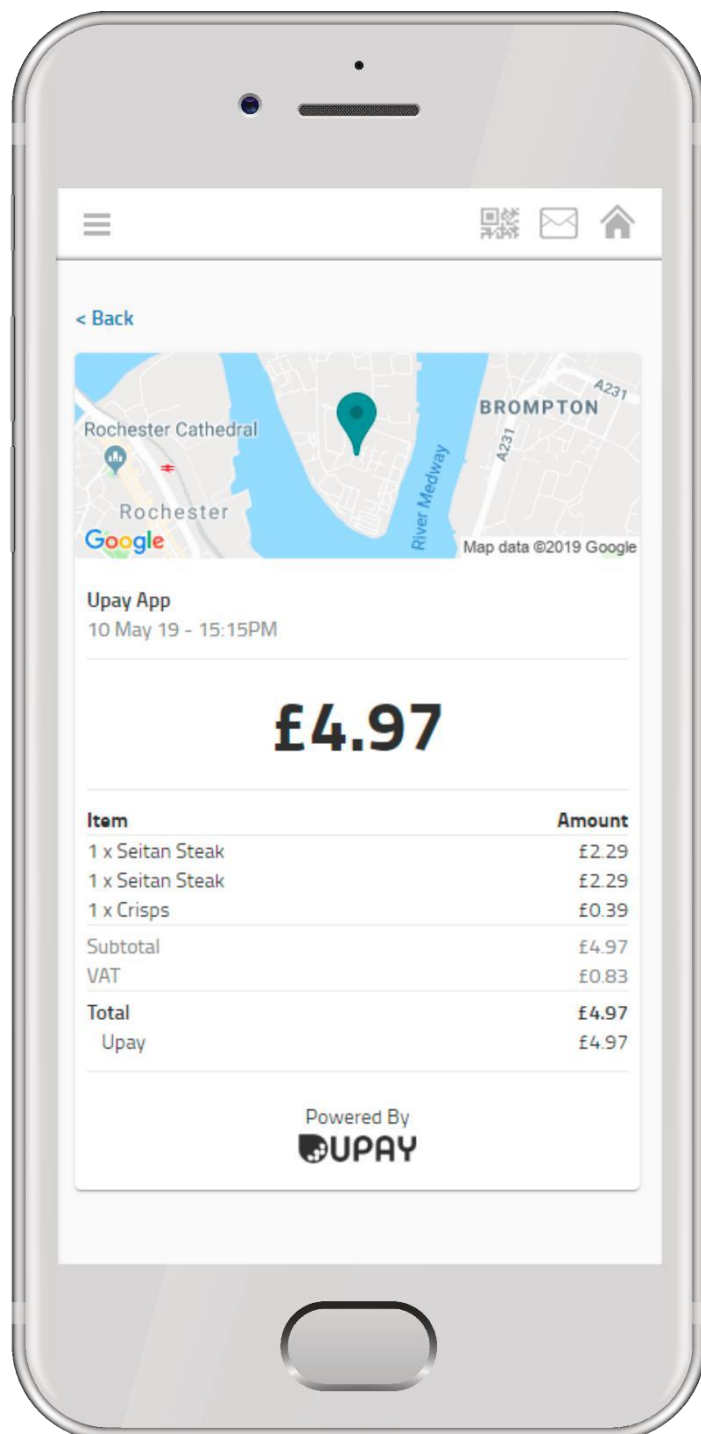 < Back
Rochester Cathedral
Rochester
Google
River Medway
BROMPTON
A231
A231
Map data ©2019 Google
Upay App
10 May 19 - 15:15PM
£4.97
Item Amount
1 x Seitan Steak £2.29
1 x Seitan Steak £2.29
1 x Crisps £0.39
Subtotal £4.97
VAT £0.83
Total £4.97
Upay £4.97
Powered By
UPAY